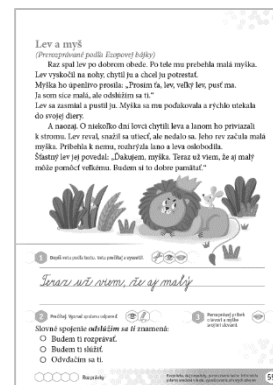 Lev a myš
(Prerozprávané podľa Ezopovej bájky)
Raz spal lev po dobrom obede. Po tele mu prebehla malá myška.
Lev vyskočil na nohy, chytil ju a chcel ju potrestať.
Myška ho úpenlivo prosila: „Prosím ťa, lev, veľký lev, pusť ma.
Ja som síce malá, ale odslúžim sa ti.“
Lev sa zasmial a pustil ju. Myška sa mu poďakovala a rýchlo utekala
do svojej diery.
A naozaj. O niekoľko dní lovci chytili leva a lanom ho priviazali
k stromu. Lev reval, snažil sa utiecť, ale nedalo sa. Jeho rev začula malá
myška. Pribehla k nemu, rozhrýzla lano a leva oslobodila.
Šťastný lej jej povedal: „Ďakujem, myška. Teraz už viem, že aj malý
môže pomôcť veľkému. Budem si to dobre pamätať.“
1
Teraz už viem, že aj malý
2
3
Slovné spojenie odslúžim sa ti znamená:
Budem ti rozprávať.
Budem ti slúžiť.
Odvďačím sa ti.
Rozprávky